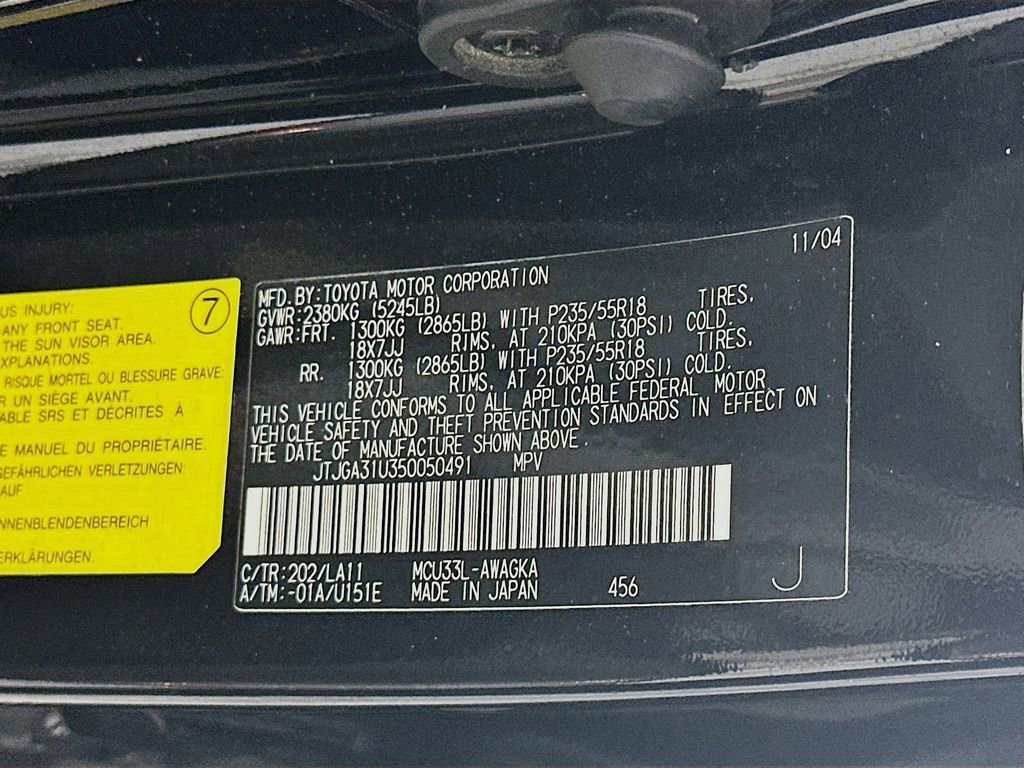 US INJURY:
ANY FRONT SEAT.
THE SUN VISOR AREA.
XPLANATIONS.
RISQUE MORTEL OU BLESSURE GRAVE:
R UN SIÈGE AVANT.
ABLE SRS ET DÉCRITES À
E MANUEL DU PROPRIÉTAIRE.
GEFÄHRLICHEN VERLETZUNGEN:
AUF
NNENBLENDENBEREICH
ERKLÄRUNGEN.
7
11/04
MFD. BY: TOYOTA MOTOR CORPORATION
GVWR: 2380KG (5245LB)
GAWR: FRT. 1300KG (2865LB) WITH P235/55R18 TIRES,
18X7JJ RIMS, AT 210KPA (30PSI) COLD.
RR. 1300KG (2865LB) WITH P235/55R18 TIRES,
18X7JJ RIMS, AT 210KPA (30PSI) COLD.
THIS VEHICLE CONFORMS TO ALL APPLICABLE FEDERAL MOTOR
VEHICLE SAFETY AND THEFT PREVENTION STANDARDS IN EFFECT ON
THE DATE OF MANUFACTURE SHOWN ABOVE.
JTJGA31U350050491 MPV
C/TR: 202/LA11 MCU33L-AWAGKA
A/TM: -01A/U151E MADE IN JAPAN 456 J